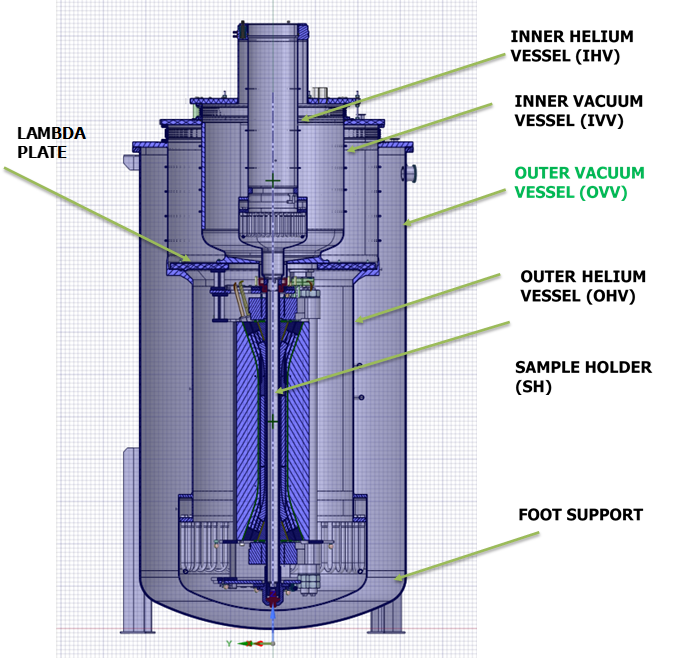 INNER HELIUM
VESSEL (IHV)
INNER VACUUM
VESSEL (IVV)
LAMBDA
PLATE
OUTER VACUUM
VESSEL (OVV)
OUTER HELIUM
VESSEL (OHV)
SAMPLE HOLDER
(SH)
FOOT SUPPORT
Y